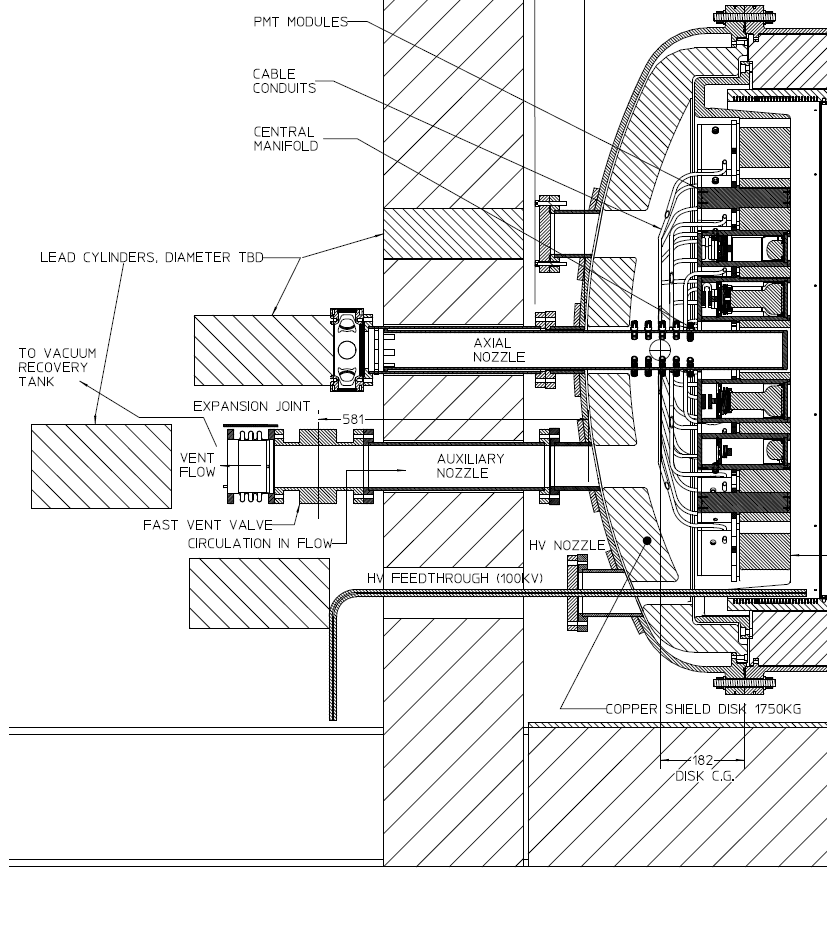 PMT MODULES
CABLE
CONDUITS
CENTRAL
MANIFOLD
LEAD CYLINDERS, DIAMETER TBD
TO VACUUM
RECOVERY
TANK
AXIAL
NOZZLE
EXPANSION JOINT
581
VENT
FLOW
AUXILIARY
NOZZLE
FAST VENT VALVE
CIRCULATION IN FLOW
HV NOZZLE
HV FEEDTHROUGH (100KV)
COPPER SHIELD DISK 1750KG
182
DISK C.G.